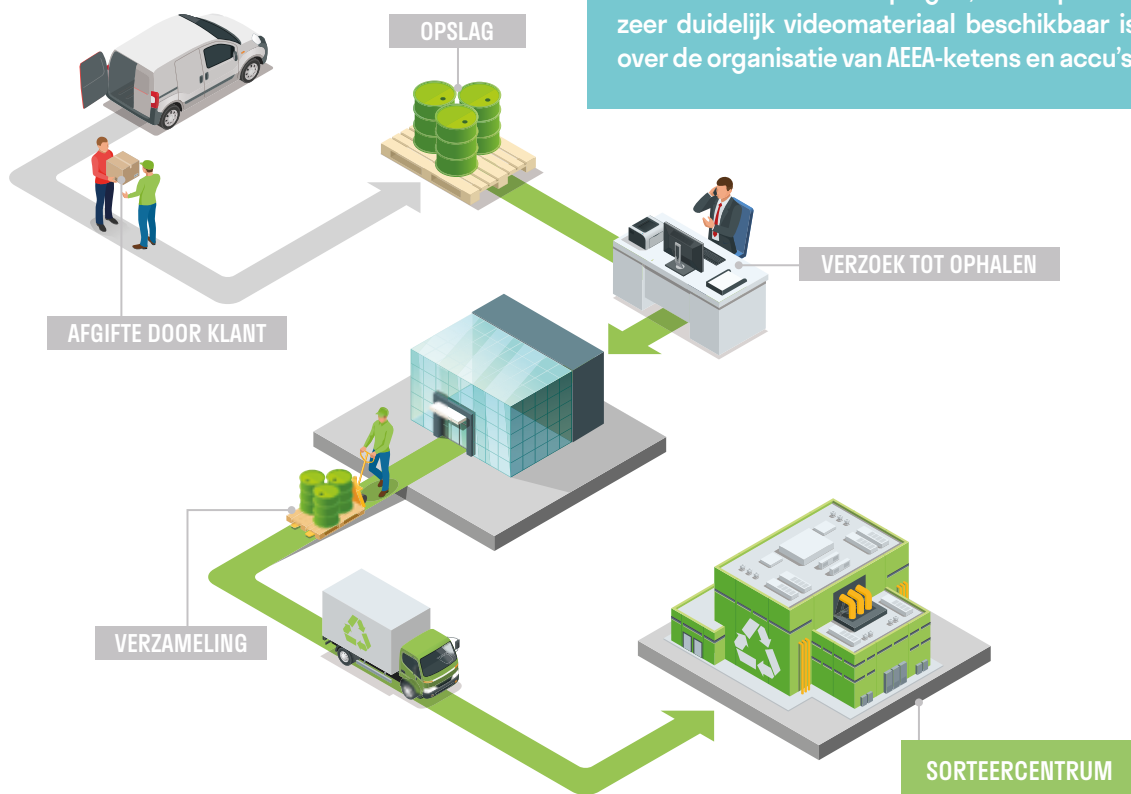 OPSLAG
zeer duidelijk videomateriaal beschikbaar is
over de organisatie van AEEA-ketens en accu's
VERZOEK TOT OPHALEN
AFGIFTE DOOR KLANT
VERZAMELING
SORTEERCENTRUM